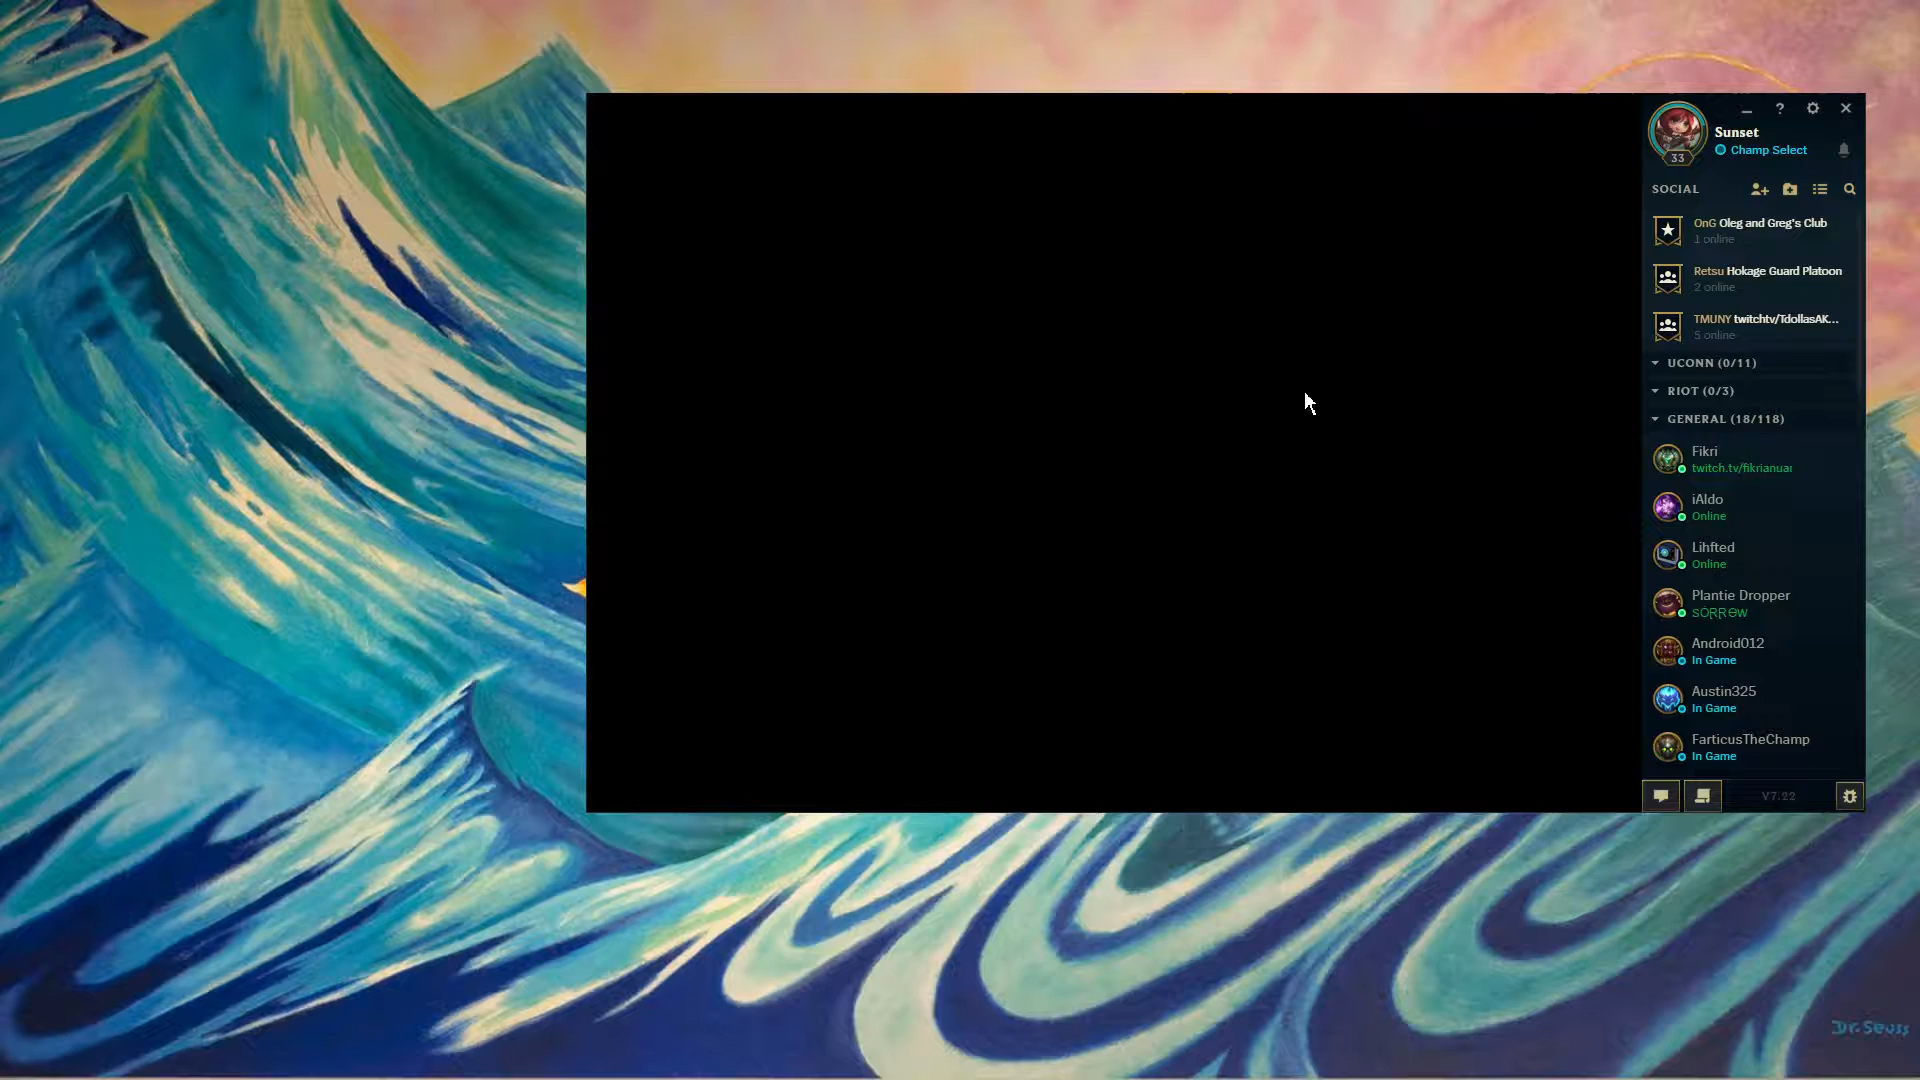 Sunset
33
Champ Select
SOCIAL
OnG Oleg and Greg's Club
1 online
Retsu Hokage Guard Platoon
2 online
TMUNY twitchtv/TdollasAK...
5 online
UCONN (0/11)
RIOT (0/3)
GENERAL (18/118)
Fikri
twitch.tv/fikrianuar
iAldo
Online
Lihfted
Online
Plantie Dropper
Android012
In Game
Austin325
In Game
FarticusTheChamp
In Game
V7.22
Dr. Seuss